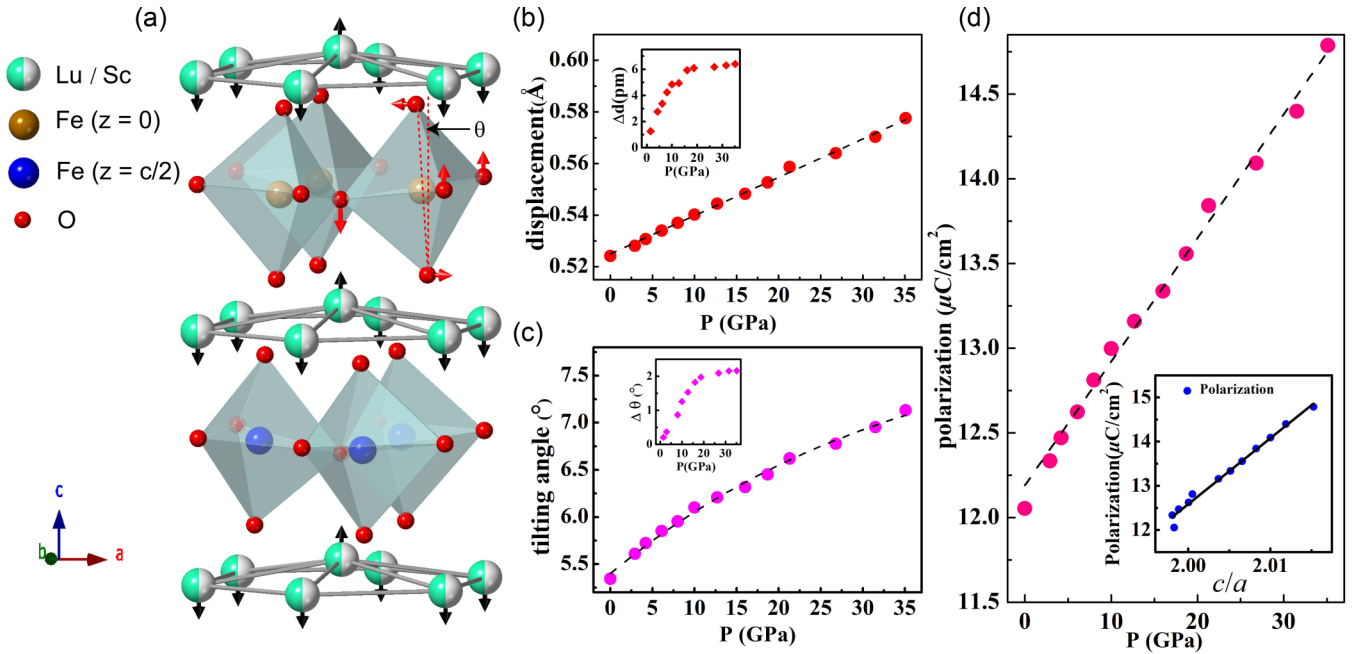 (a)
Lu / Sc
Fe (z = 0)
Fe (z = c/2)
O
θ
c
b
a
(b)
displacement(Å)
0.60
0.58
0.56
0.54
0.52
0 5 10 15 20 25 30 35
P (GPa)
Δd(pm)
6
4
2
0
0 10 20 30
P(GPa)
(c)
tilting angle (°)
7.5
7.0
6.5
6.0
5.5
5.0
0 5 10 15 20 25 30 35
P (GPa)
Δ θ (°)
2
1
0
0 10 20 30
P(GPa)
(d)
polarization (μC/cm²)
14.5
14.0
13.5
13.0
12.5
12.0
11.5
0 10 20 30
P (GPa)
Polarization
Polarization(μC/cm²)
15
14
13
12
2.00 2.01
c/a